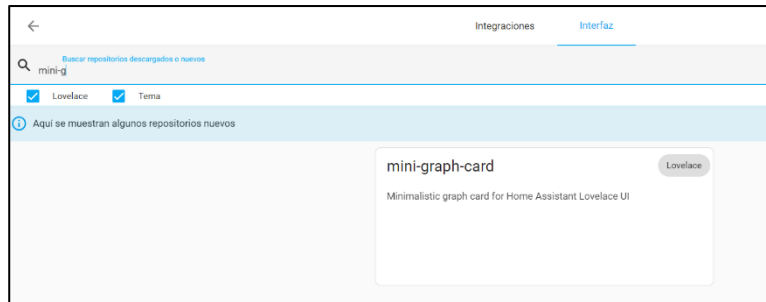 Integraciones Interfaz
Buscar repositorios descargados o nuevos
mini-g
Lovelace Tema
Aquí se muestran algunos repositorios nuevos
mini-graph-card Lovelace
Minimalistic graph card for Home Assistant Lovelace UI